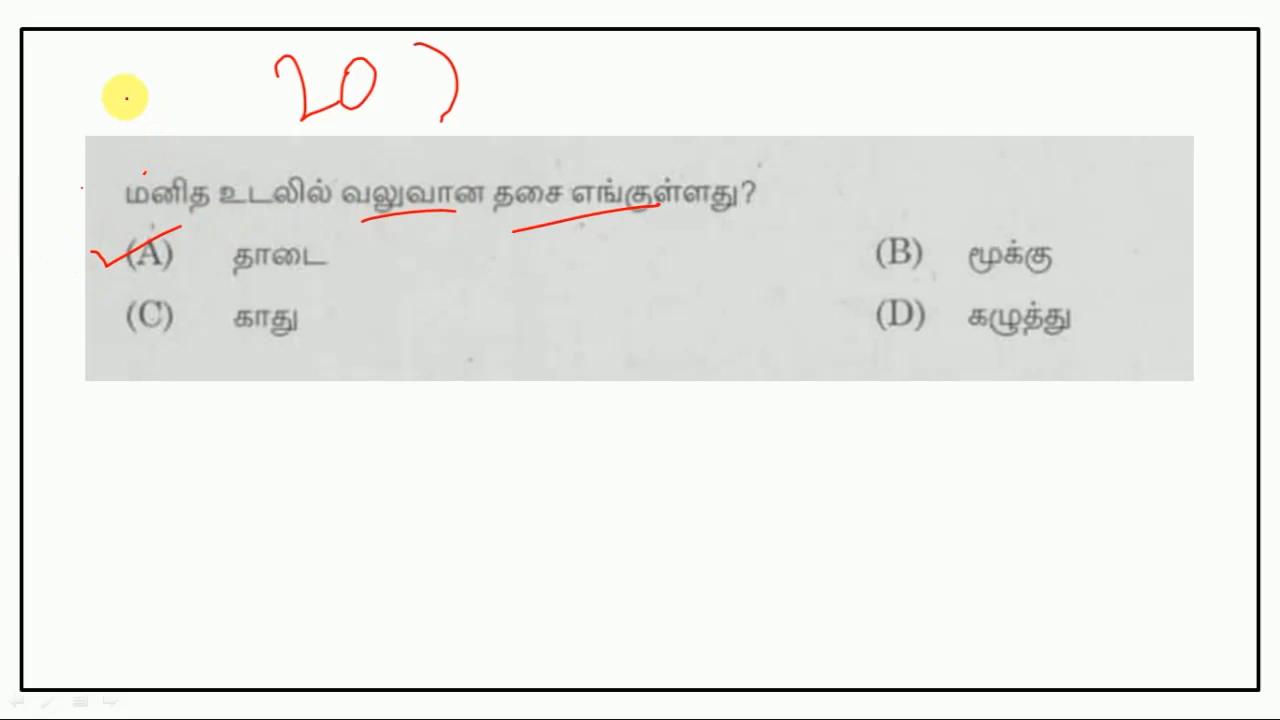 20)
மனித உடலில் வலுவான தசை எங்குள்ளது?
(A) தாடை (B) மூக்கு
(C) காது (D) கழுத்து